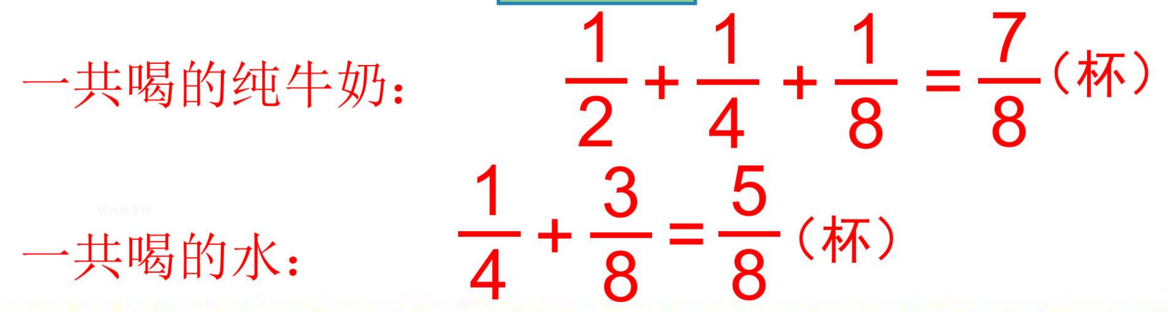 一共喝的纯牛奶: 1/2 + 1/4 + 1/8 = 7/8 (杯)
一共喝的水: 1/4 + 3/8 = 5/8 (杯)